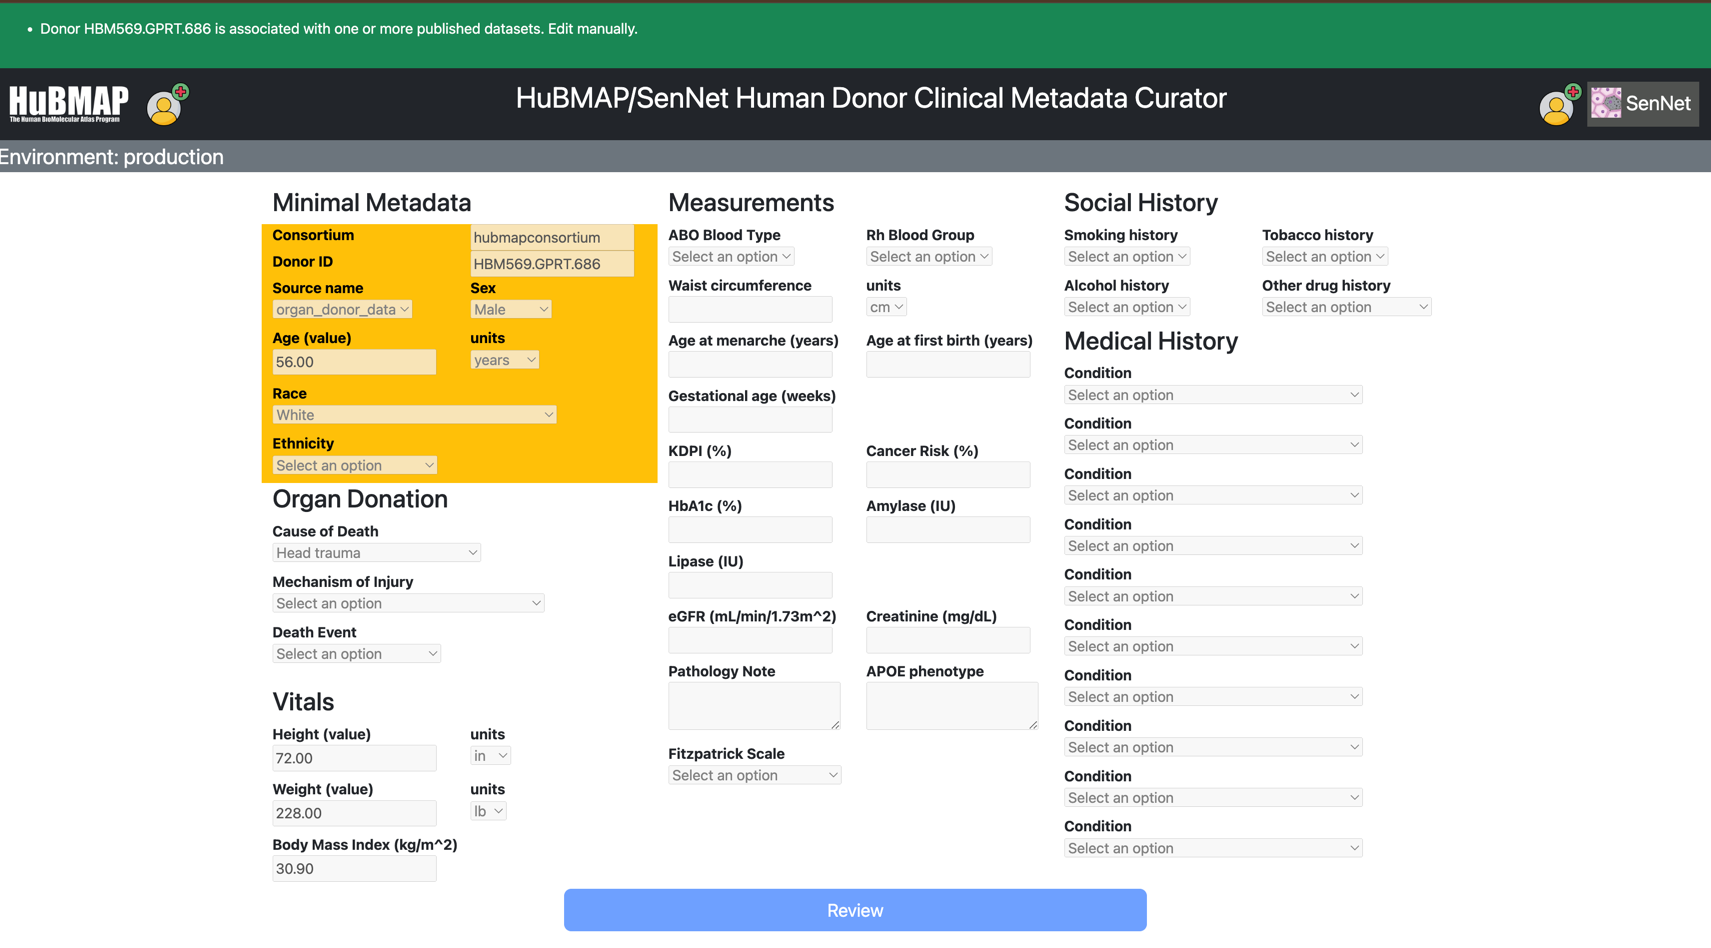 • Donor HBM569.GPRT.686 is associated with one or more published datasets. Edit manually.
HuBMAP
The Human BioMolecular Atlas Program
HuBMAP/SenNet Human Donor Clinical Metadata Curator
SenNet
Environment: production
Minimal Metadata
Consortium hubmapconsortium
Donor ID HBM569.GPRT.686
Source name Sex
organ_donor_data Male
Age (value) units
56.00 years
Race
White
Ethnicity
Select an option
Organ Donation
Cause of Death
Head trauma
Mechanism of Injury
Select an option
Death Event
Select an option
Vitals
Height (value) units
72.00 in
Weight (value) units
228.00 lb
Body Mass Index (kg/m^2)
30.90
Measurements
ABO Blood Type Rh Blood Group
Select an option Select an option
Waist circumference units
cm
Age at menarche (years) Age at first birth (years)
Gestational age (weeks)
KDPI (%) Cancer Risk (%)
HbA1c (%) Amylase (IU)
Lipase (IU)
eGFR (mL/min/1.73m^2) Creatinine (mg/dL)
Pathology Note APOE phenotype
Fitzpatrick Scale
Select an option
Social History
Smoking history Tobacco history
Select an option Select an option
Alcohol history Other drug history
Select an option Select an option
Medical History
Condition
Select an option
Condition
Select an option
Condition
Select an option
Condition
Select an option
Condition
Select an option
Condition
Select an option
Condition
Select an option
Condition
Select an option
Condition
Select an option
Condition
Select an option
Review